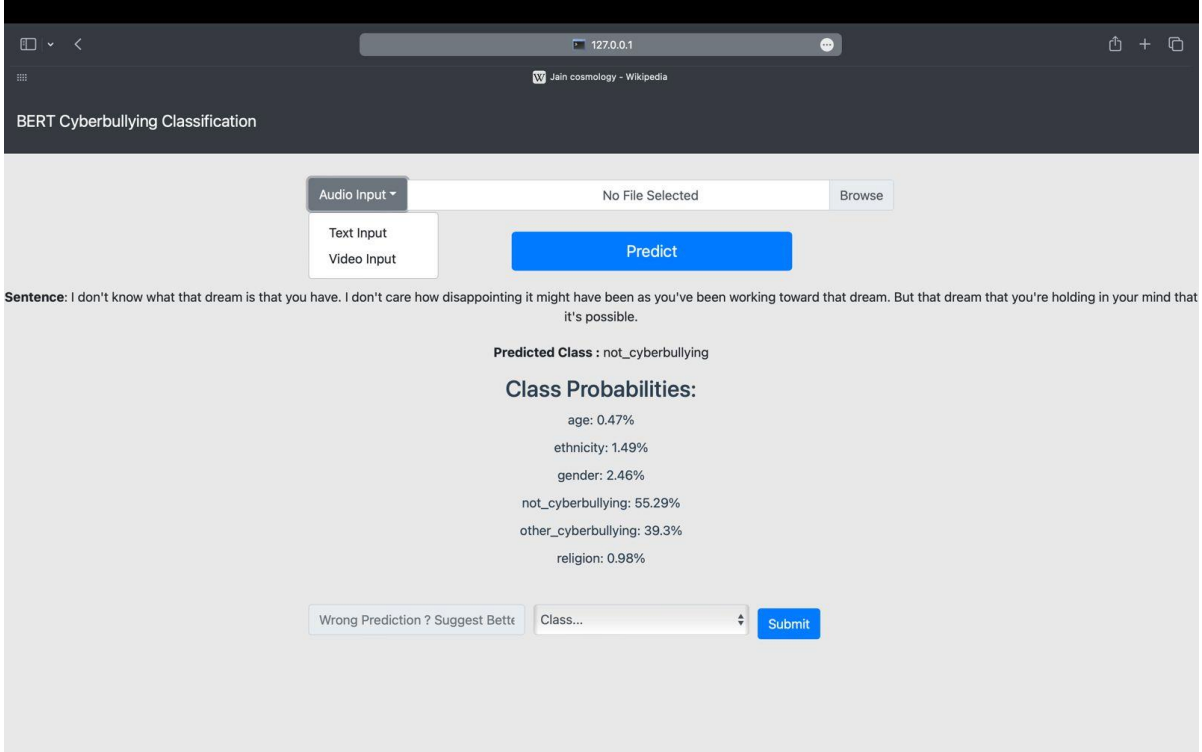 127.0.0.1
W Jain cosmology - Wikipedia
BERT Cyberbullying Classification
Audio Input No File Selected Browse
Text Input
Video Input
Predict
Sentence: I don't know what that dream is that you have. I don't care how disappointing it might have been as you've been working toward that dream. But that dream that you're holding in your mind that
it's possible.
Predicted Class : not_cyberbullying
Class Probabilities:
age: 0.47%
ethnicity: 1.49%
gender: 2.46%
not_cyberbullying: 55.29%
other_cyberbullying: 39.3%
religion: 0.98%
Wrong Prediction ? Suggest Bette Class... Submit